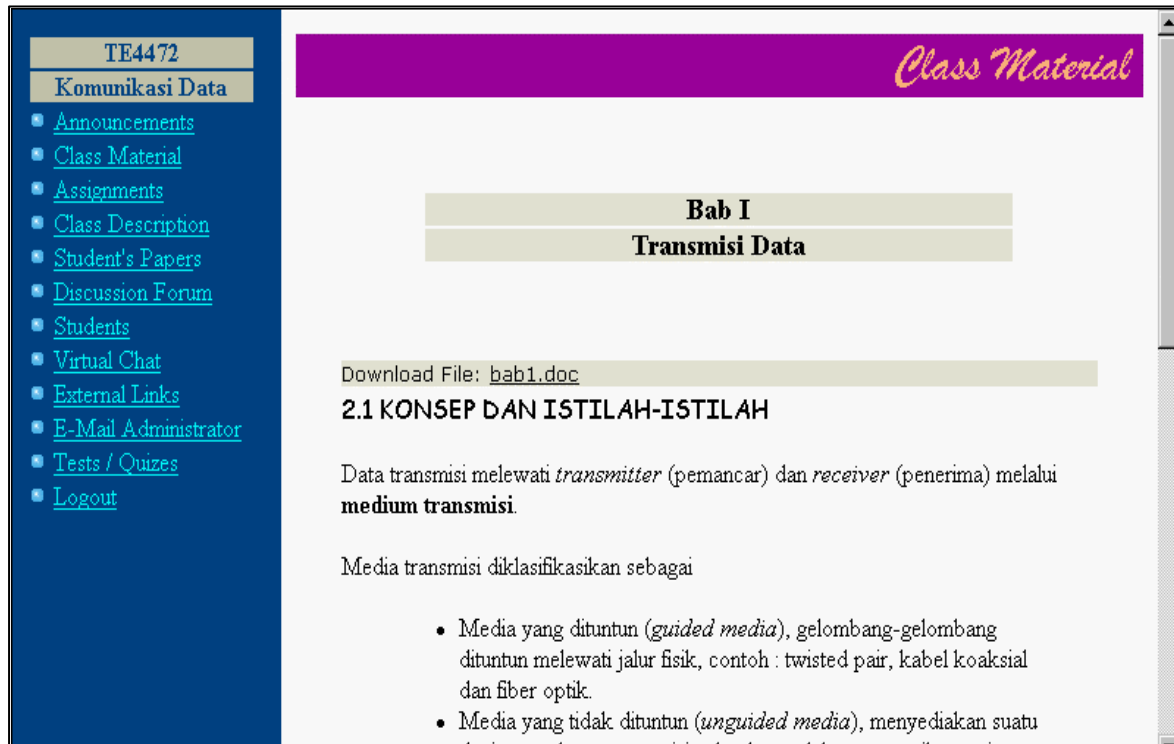 TE4472
Komunikasi Data
Announcements
Class Material
Assignments
Class Description
Student's Papers
Discussion Forum
Students
Virtual Chat
External Links
E-Mail Administrator
Tests / Quizes
Logout
Class Material
Bab I
Transmisi Data
Download File: bab1.doc
2.1 KONSEP DAN ISTILAH-ISTILAH
Data transmisi melewati transmitter (pemancar) dan receiver (penerima) melalui
medium transmisi.
Media transmisi diklasifikasikan sebagai
• Media yang dituntun (guided media), gelombang-gelombang
dituntun melewati jalur fisik, contoh : twisted pair, kabel koaksial
dan fiber optik.
• Media yang tidak dituntun (unguided media), menyediakan suatu